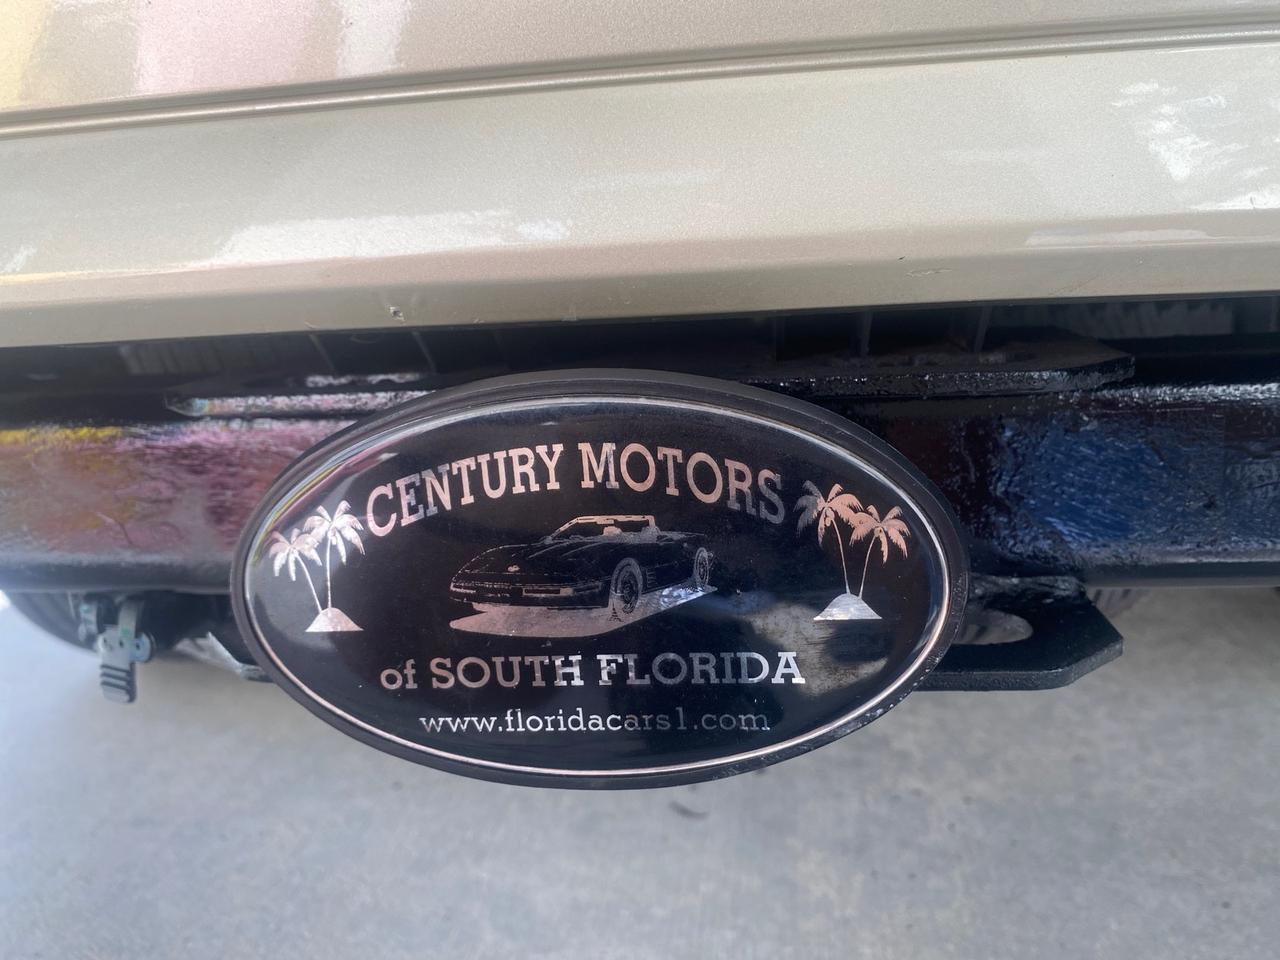 CENTURY MOTORS
of SOUTH FLORIDA
www.floridacars1.com